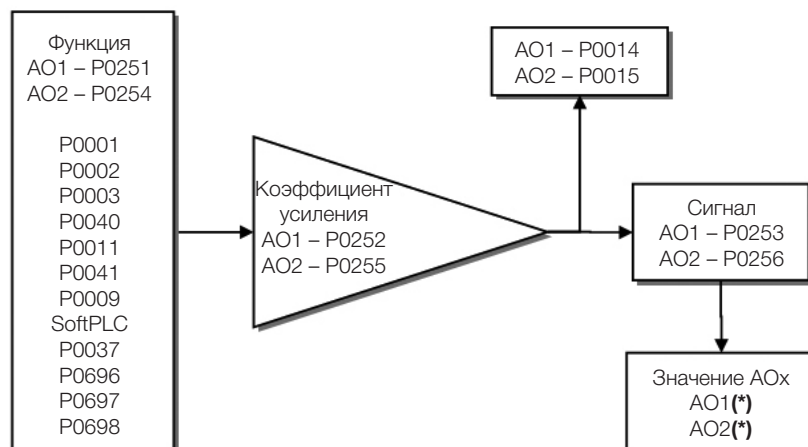 Функция
AO1 – P0251
AO2 – P0254
P0001
P0002
P0003
P0040
P0011
P0041
P0009
SoftPLC
P0037
P0696
P0697
P0698
Коэффициент
усиления
AO1 – P0252
AO2 – P0255
AO1 – P0014
AO2 – P0015
Сигнал
AO1 – P0253
AO2 – P0256
Значение AOx
AO1(*)
AO2(*)